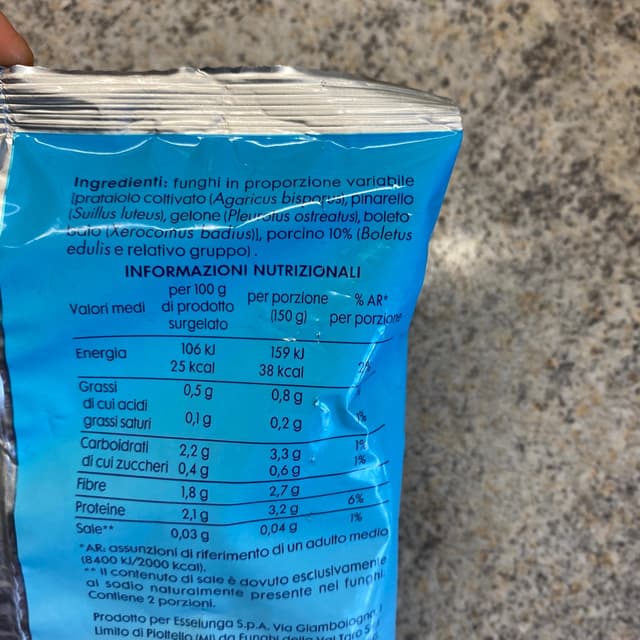 Ingredienti: funghi in proporzione variabile
[prataiolo coltivato (Agaricus bisporus), pinarello
(Suillus luteus), gelone (Pleurotus ostreatus), boleto
baio (Xerocomus badius)], porcino 10% (Boletus
edulis e relativo gruppo).
INFORMAZIONI NUTRIZIONALI
Valori medi per 100 g di prodotto surgelato per porzione (150 g) % AR* per porzione
Energia 106 kJ 159 kJ
25 kcal 38 kcal 2%
Grassi 0,5 g 0,8 g
di cui acidi
grassi saturi 0,1 g 0,2 g 1%
Carboidrati 2,2 g 3,3 g 1%
di cui zuccheri 0,4 g 0,6 g 1%
Fibre 1,8 g 2,7 g
Proteine 2,1 g 3,2 g 6%
Sale** 0,03 g 0,04 g 1%
*AR: assunzioni di riferimento di un adulto medio
(8400 kJ/2000 kcal).
** Il contenuto di sale è dovuto esclusivamente
al sodio naturalmente presente nei funghi.
Contiene 2 porzioni.
Prodotto per Esselunga S.p.A. Via Giambologna 1
Limito di Pioltello (MI) da Funghi della Val Taro S